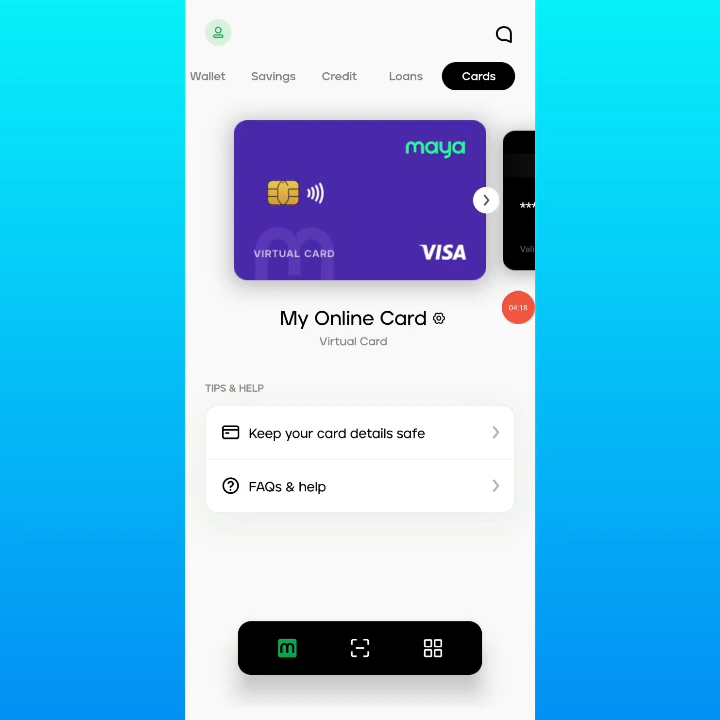 Wallet Savings Credit Loans Cards
maya
***
Vali
VIRTUAL CARD VISA
My Online Card
04:18
Virtual Card
TIPS & HELP
Keep your card details safe
FAQs & help